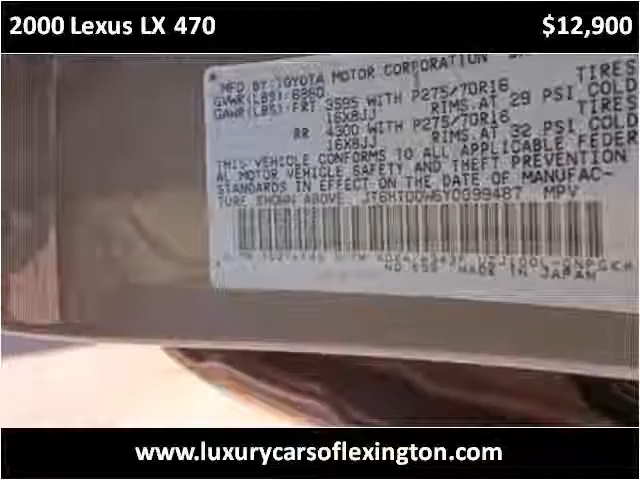 2000 Lexus LX 470
$12,900
MFD BY: TOYOTA MOTOR CORPORATION
GVWR(LBS):6860
TIRES
GAWR(LBS):FRT 3595 WITH P275/70R16
16X8JJ RIMS, AT 29 PSI COLD
TIRES
RR 4300 WITH P275/70R16
16X8JJ RIMS, AT 32 PSI COLD
THIS VEHICLE CONFORMS TO ALL APPLICABLE FEDER
AL MOTOR VEHICLE SAFETY AND THEFT PREVENTION
STANDARDS IN EFFECT ON THE DATE OF MANUFAC-
TURE SHOWN ABOVE. MPV
MADE IN JAPAN
www.luxurycarsoflexington.com